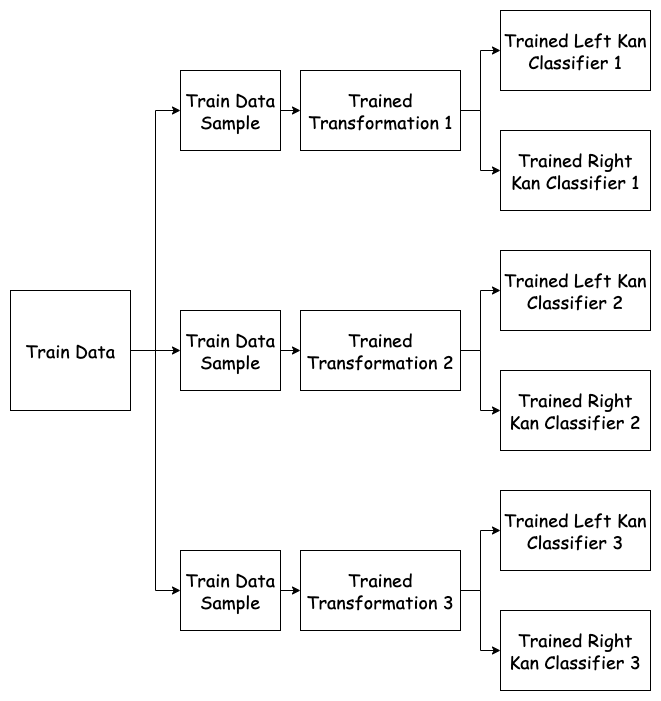 Trained Left Kan
Classifier 1
Train Data
Sample
Trained
Transformation 1
Trained Right
Kan Classifier 1
Trained Left Kan
Classifier 2
Train Data
Train Data
Sample
Trained
Transformation 2
Trained Right
Kan Classifier 2
Trained Left Kan
Classifier 3
Train Data
Sample
Trained
Transformation 3
Trained Right
Kan Classifier 3